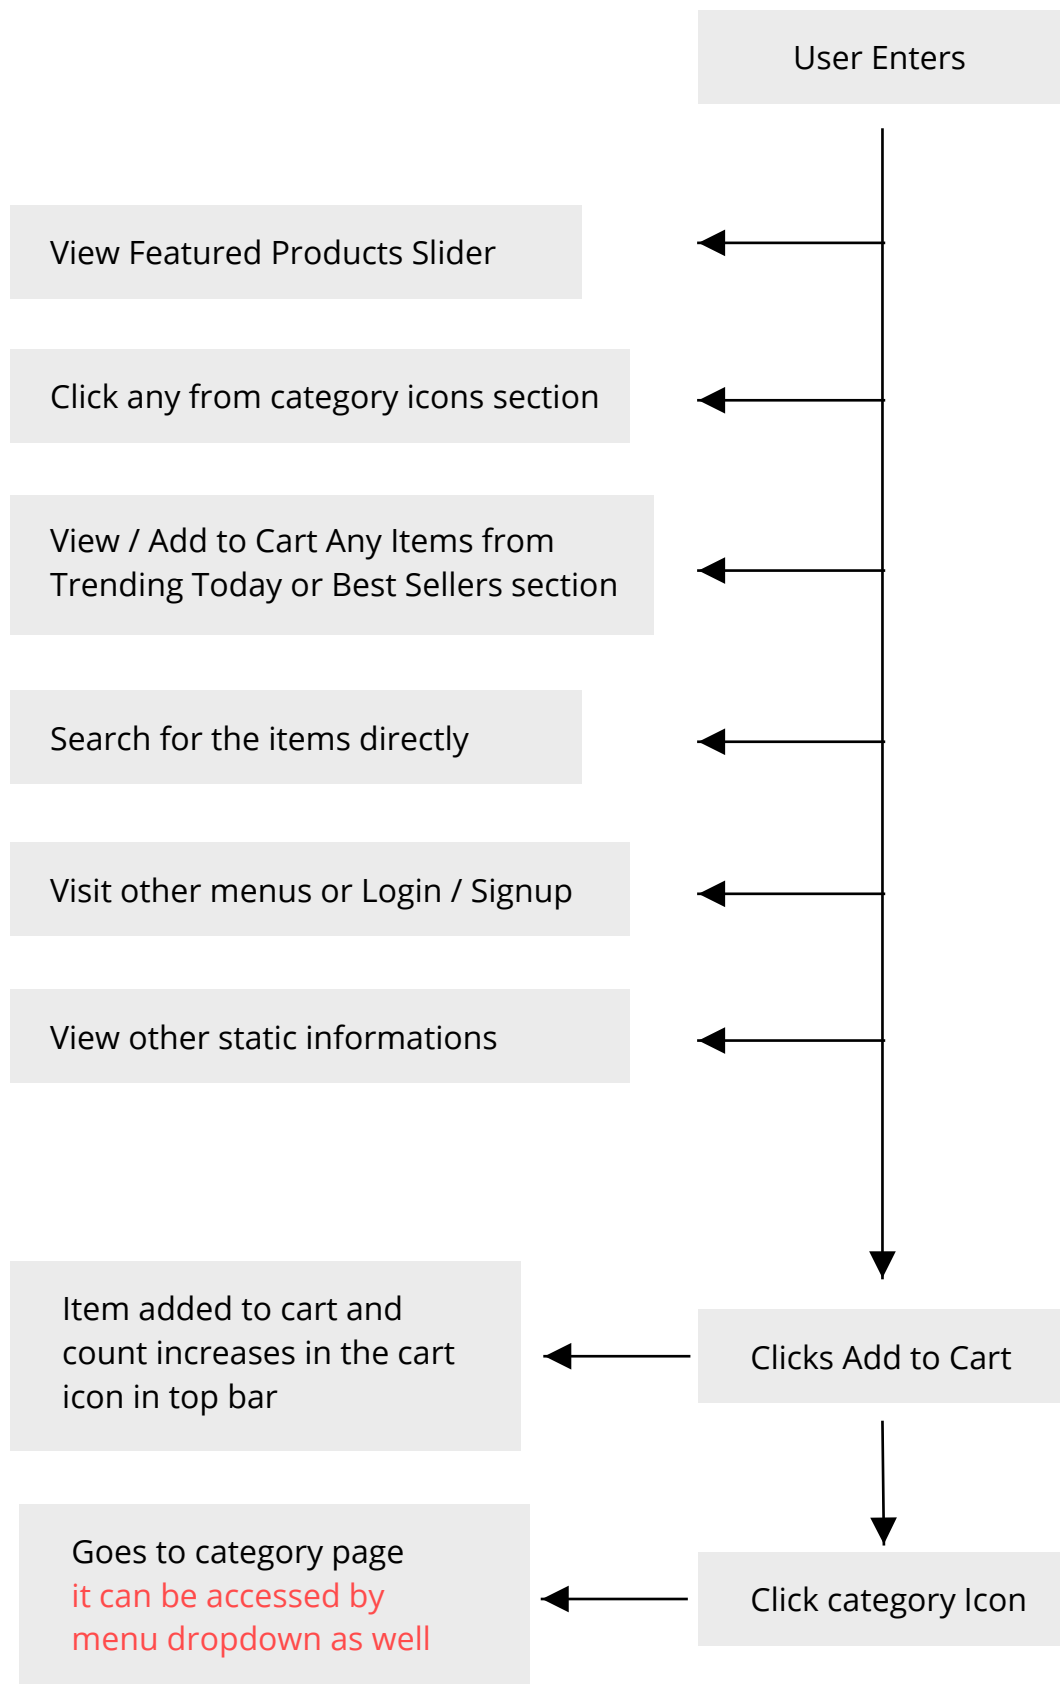 User Enters
View Featured Products Slider
Click any from category icons section
View / Add to Cart Any Items from
Trending Today or Best Sellers section
Search for the items directly
Visit other menus or Login / Signup
View other static informations
Item added to cart and
count increases in the cart
icon in top bar
Clicks Add to Cart
Goes to category page
it can be accessed by
menu dropdown as well
Click category Icon